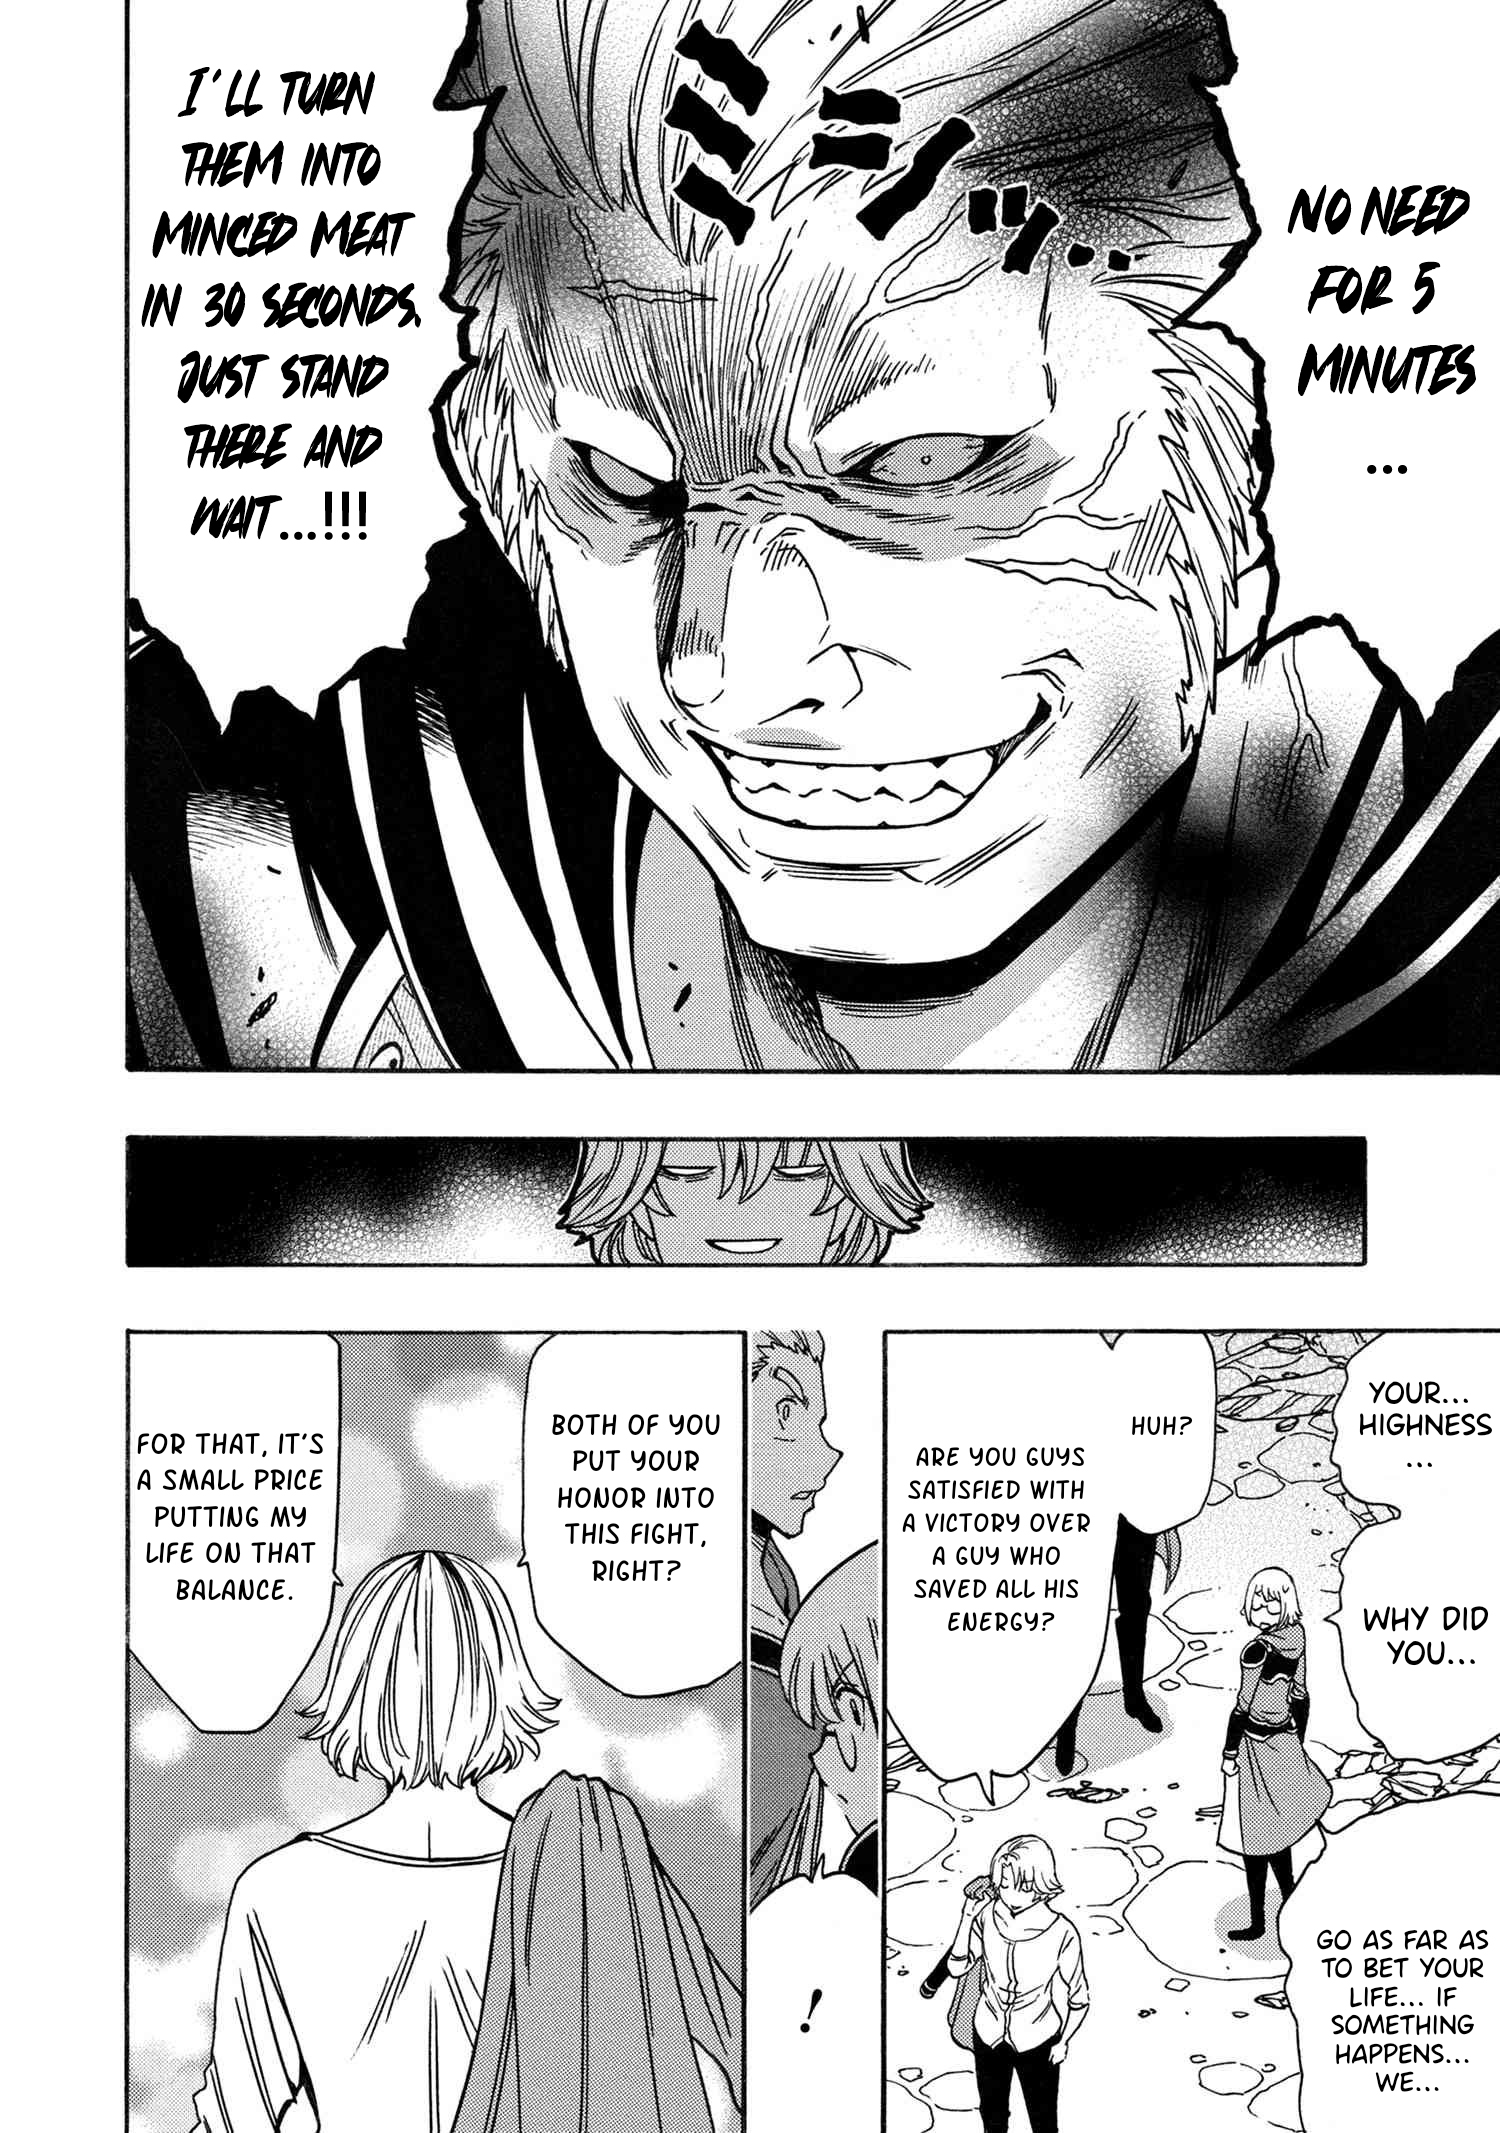 NO NEED
FOR 5
MINUTES
...
I'LL TURN
THEM INTO
MINCED MEAT
IN 30 SECONDS.
JUST STAND
THERE AND
WAIT...!!!
ミシッ...
YOUR...
HIGHNESS
...
WHY DID
YOU...
GO AS FAR AS
TO BET YOUR
LIFE... IF
SOMETHING
HAPPENS...
WE...
HUH?
ARE YOU GUYS
SATISFIED WITH
A VICTORY OVER
A GUY WHO
SAVED ALL HIS
ENERGY?
!
BOTH OF YOU
PUT YOUR
HONOR INTO
THIS FIGHT,
RIGHT?
FOR THAT, IT'S
A SMALL PRICE
PUTTING MY
LIFE ON THAT
BALANCE.